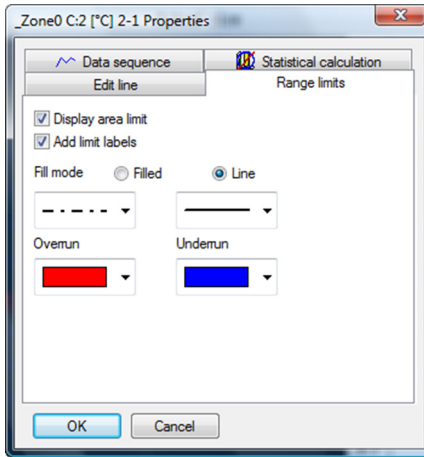 _Zone0 C:2 [°C] 2-1 Properties
Data sequence
Statistical calculation
Edit line
Range limits
Display area limit
Add limit labels
Fill mode Filled Line
Overrun Underrun
OK Cancel